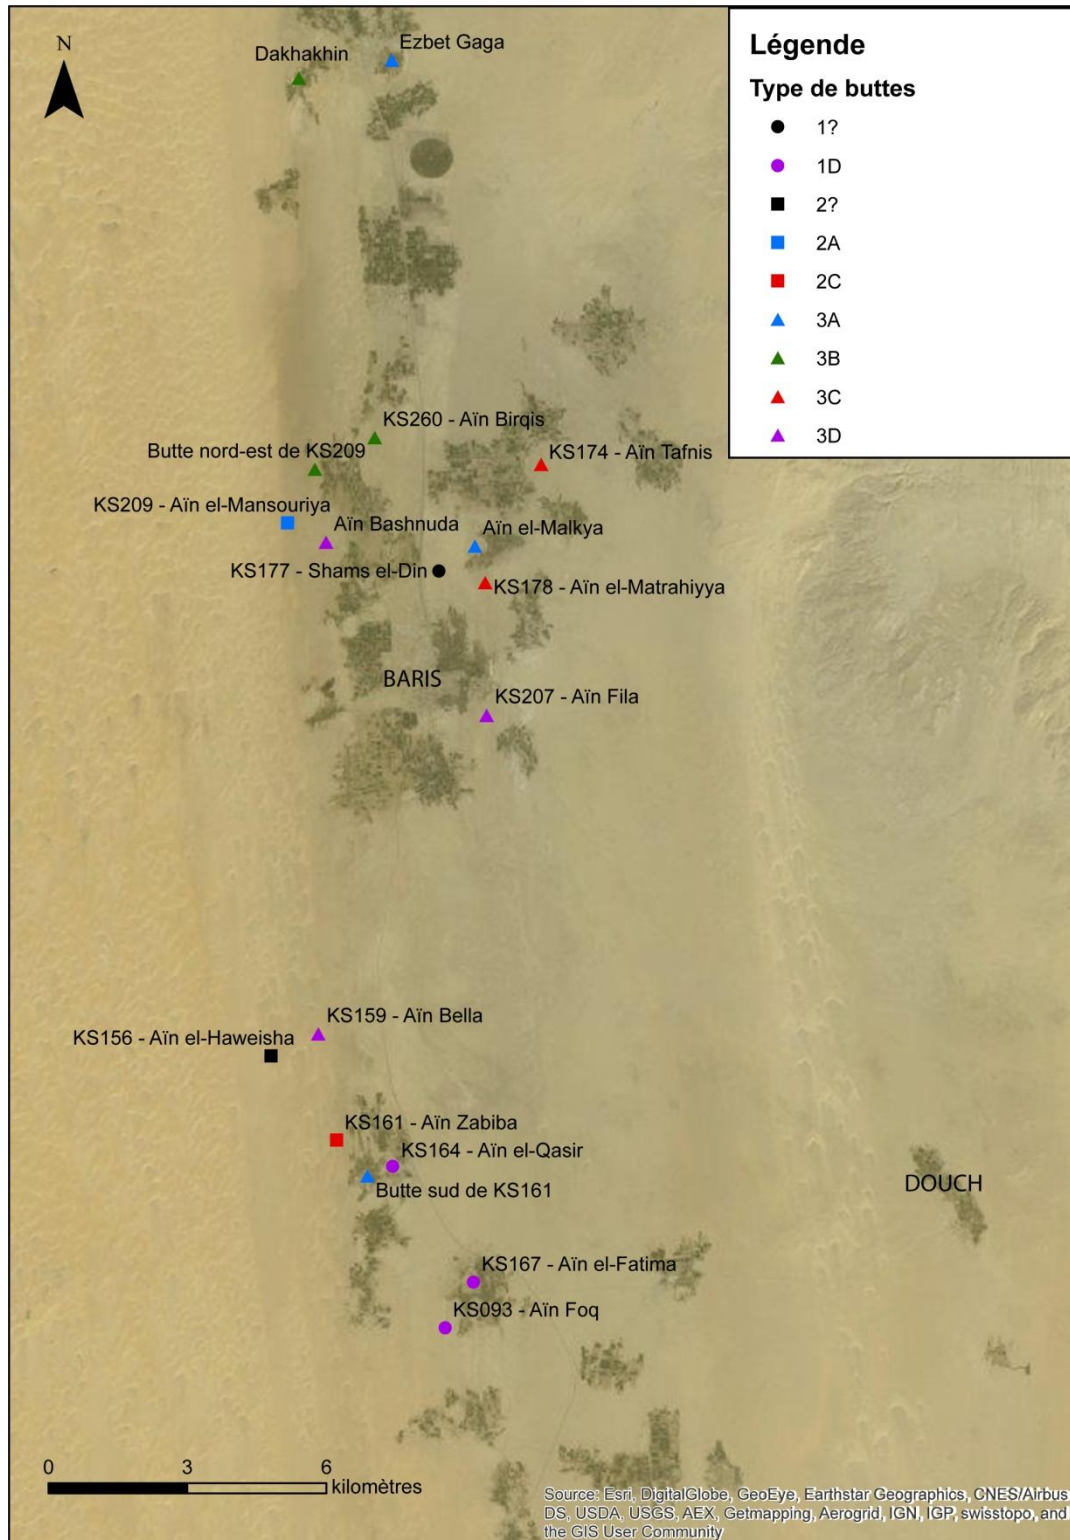 N
Dakhakhin
Ezbet Gaga
Légende
Type de buttes
1?
1D
2?
2A
2C
3A
3B
3C
3D
KS260 - Aïn Birqis
Butte nord-est de KS209
KS174 - Aïn Tafnis
KS209 - Aïn el-Mansouriya
Aïn Bashnuda
Aïn el-Malkya
KS177 - Shams el-Din
KS178 - Aïn el-Matrahiyya
BARIS
KS207 - Aïn Fila
KS159 - Aïn Bella
KS156 - Aïn el-Haweisha
KS161 - Aïn Zabiba
KS164 - Aïn el-Qasir
DOUCH
Butte sud de KS161
KS167 - Aïn el-Fatima
KS093 - Aïn Foq
0 3 6
kilomètres
Source: Esri, DigitalGlobe, GeoEye, Earthstar Geographics, CNES/Airbus
DS, USDA, USGS, AEX, Getmapping, Aerogrid, IGN, IGP, swisstopo, and
the GIS User Community